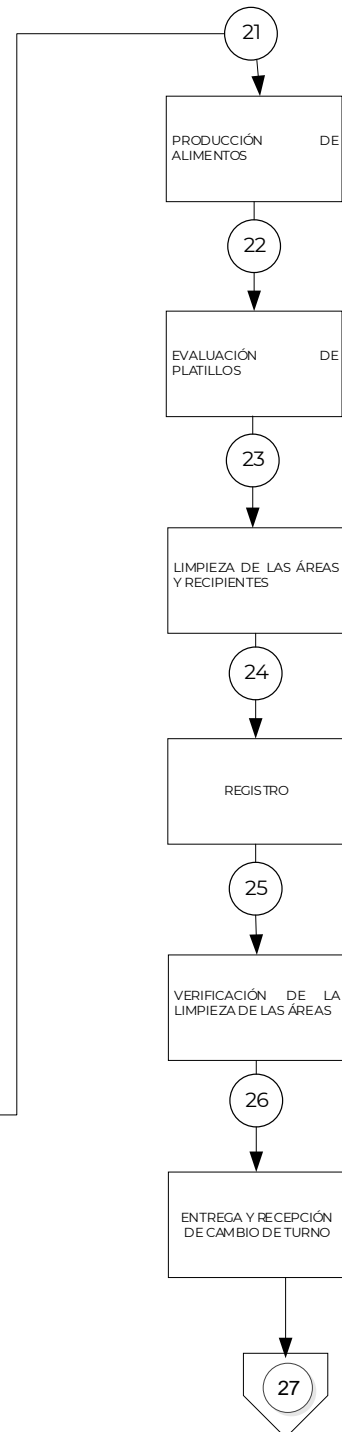 21
PRODUCCIÓN DE
ALIMENTOS
22
EVALUACIÓN DE
PLATILLOS
23
LIMPIEZA DE LAS ÁREAS
Y RECIPIENTES
24
REGISTRO
25
VERIFICACIÓN DE LA
LIMPIEZA DE LAS ÁREAS
26
ENTREGA Y RECEPCIÓN
DE CAMBIO DE TURNO
27